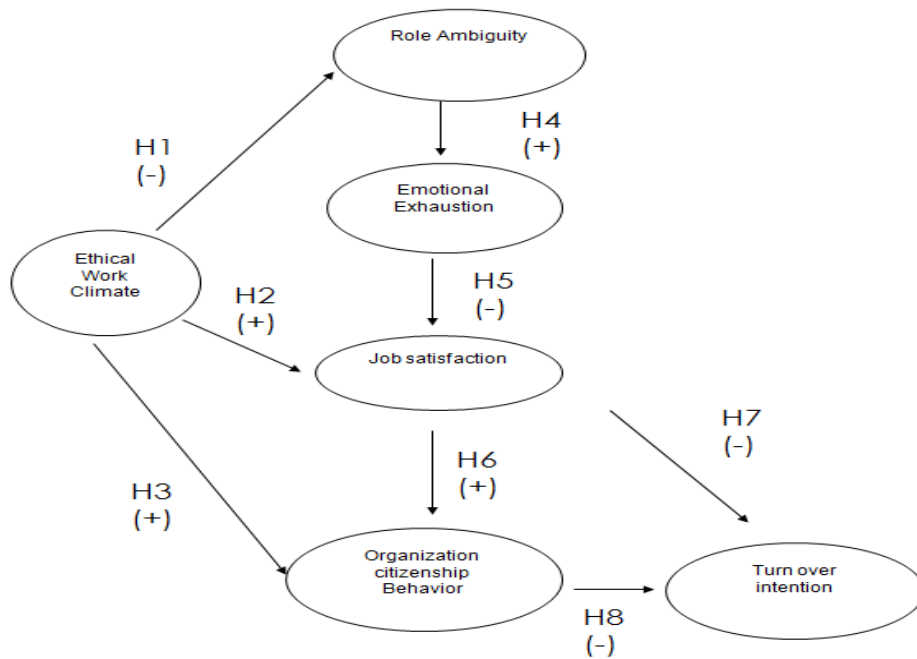 Role Ambiguity
H1
(-)
H4
(+)
Emotional
Exhaustion
Ethical
Work
Climate
H2
(+)
H5
(-)
Job satisfaction
H7
(-)
H6
(+)
H3
(+)
Organization
citizenship
Behavior
Turn over
intention
H8
(-)